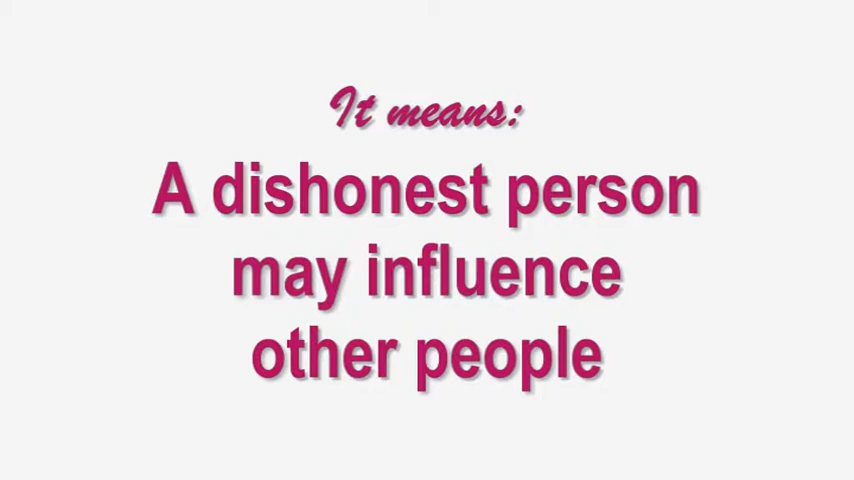 It means:
A dishonest person
may influence
other people